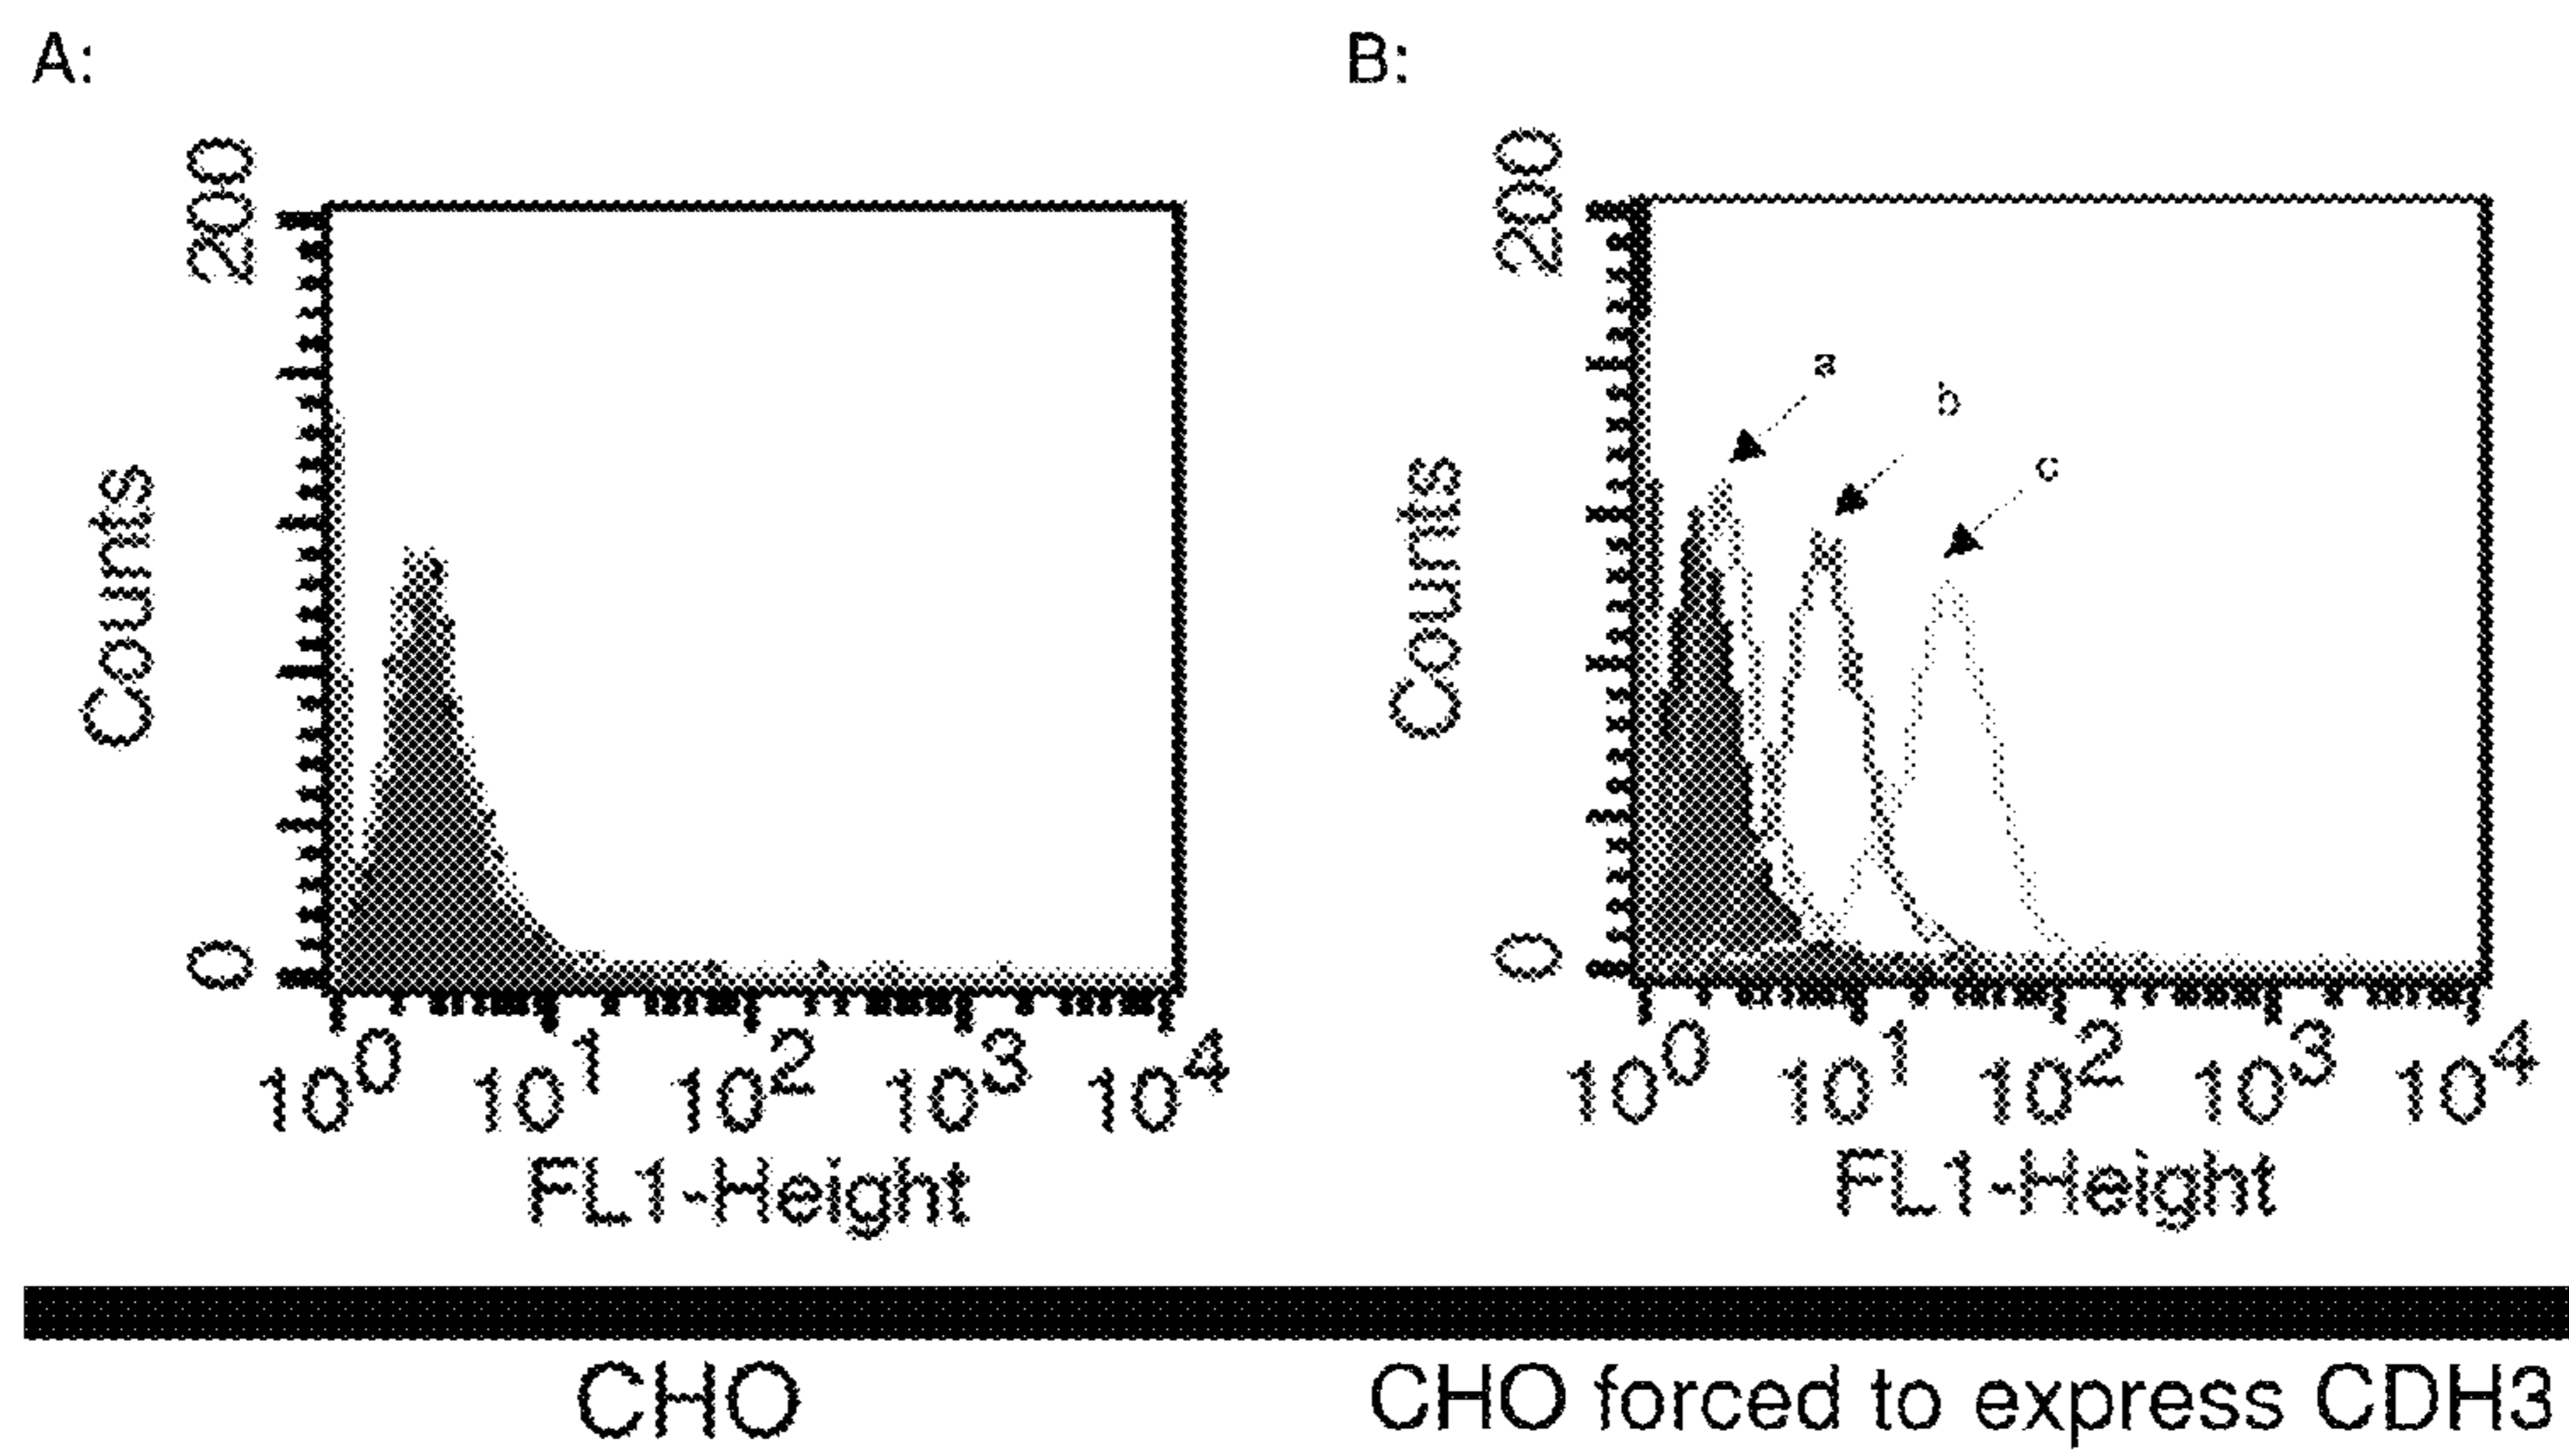 A:
B:
200
Counts
0
10^0 10^1 10^2 10^3 10^4
FL1-Height
200
a
b
c
Counts
0
10^0 10^1 10^2 10^3 10^4
FL1-Height
CHO
CHO forced to express CDH3